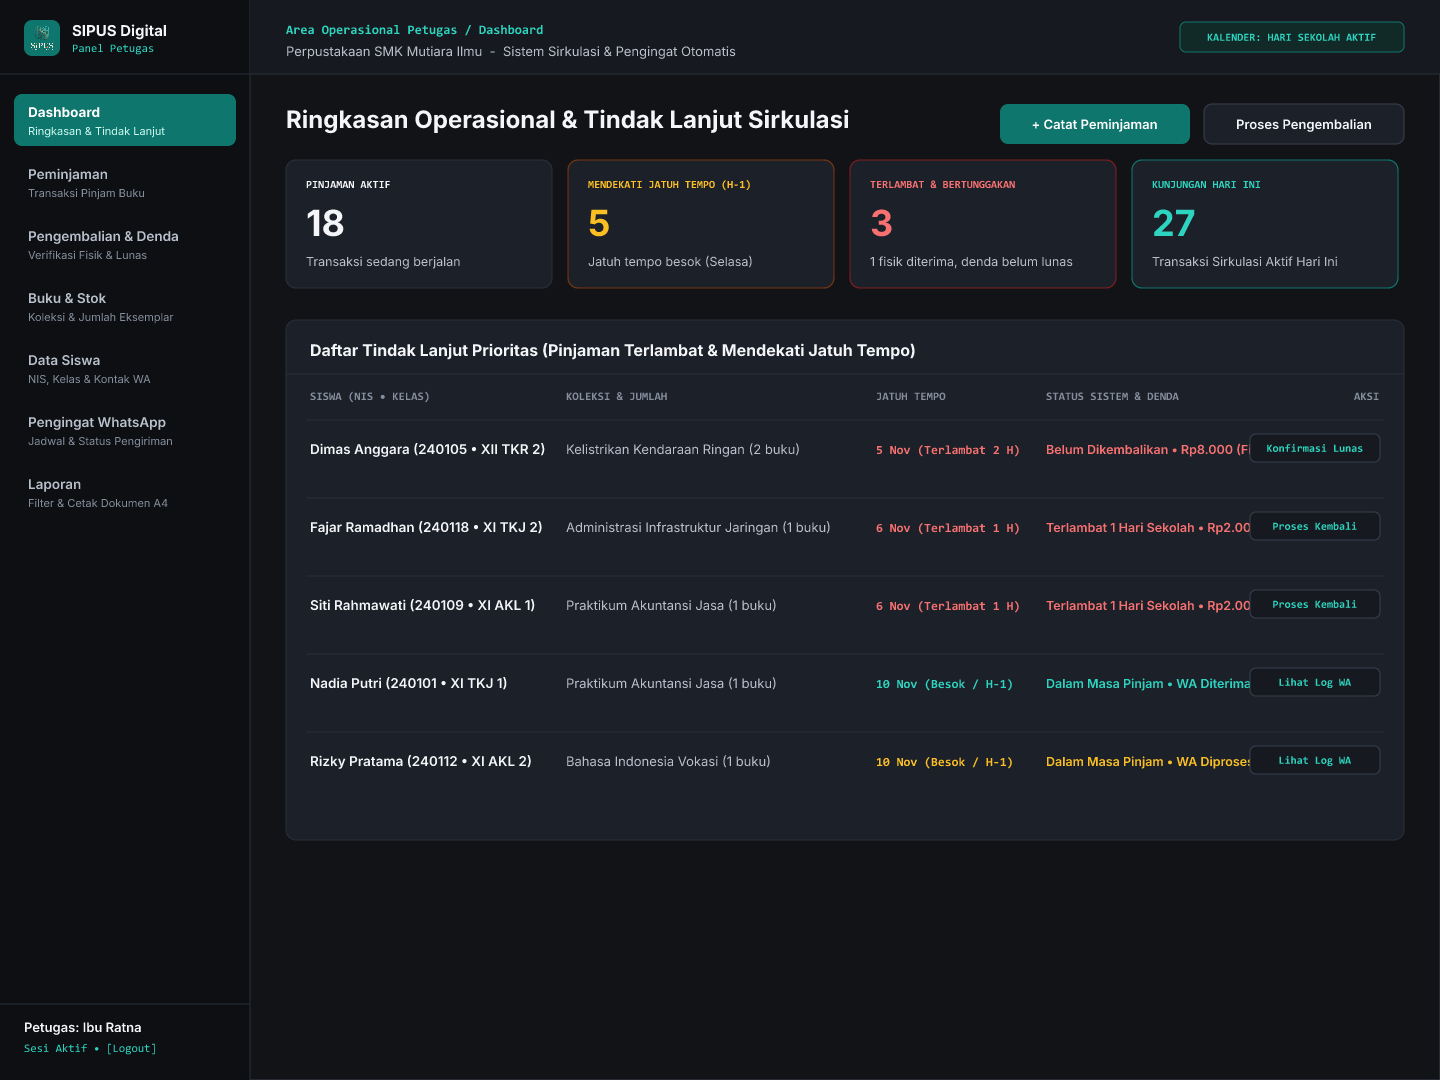 SIPUS
SIPUS Digital
Panel Petugas
Dashboard
Ringkasan & Tindak Lanjut
Peminjaman
Transaksi Pinjam Buku
Pengembalian & Denda
Verifikasi Fisik & Lunas
Buku & Stok
Koleksi & Jumlah Eksemplar
Data Siswa
NIS, Kelas & Kontak WA
Pengingat WhatsApp
Jadwal & Status Pengiriman
Laporan
Filter & Cetak Dokumen A4
Petugas: Ibu Ratna
Sesi Aktif • [Logout]
Area Operasional Petugas / Dashboard
Perpustakaan SMK Mutiara Ilmu - Sistem Sirkulasi & Pengingat Otomatis
KALENDER: HARI SEKOLAH AKTIF
Ringkasan Operasional & Tindak Lanjut Sirkulasi
+ Catat Peminjaman
Proses Pengembalian
PINJAMAN AKTIF
18
Transaksi sedang berjalan
MENDEKATI JATUH TEMPO (H-1)
5
Jatuh tempo besok (Selasa)
TERLAMBAT & BERTUNGGAKAN
3
1 fisik diterima, denda belum lunas
KUNJUNGAN HARI INI
27
Transaksi Sirkulasi Aktif Hari Ini
Daftar Tindak Lanjut Prioritas (Pinjaman Terlambat & Mendekati Jatuh Tempo)
SISWA (NIS • KELAS) KOLEKSI & JUMLAH JATUH TEMPO STATUS SISTEM & DENDA AKSI
Dimas Anggara (240105 • XII TKR 2) Kelistrikan Kendaraan Ringan (2 buku) 5 Nov (Terlambat 2 H) Belum Dikembalikan • Rp8.000 (F Konfirmasi Lunas
Fajar Ramadhan (240118 • XI TKJ 2) Administrasi Infrastruktur Jaringan (1 buku) 6 Nov (Terlambat 1 H) Terlambat 1 Hari Sekolah • Rp2.00 Proses Kembali
Siti Rahmawati (240109 • XI AKL 1) Praktikum Akuntansi Jasa (1 buku) 6 Nov (Terlambat 1 H) Terlambat 1 Hari Sekolah • Rp2.00 Proses Kembali
Nadia Putri (240101 • XI TKJ 1) Praktikum Akuntansi Jasa (1 buku) 10 Nov (Besok / H-1) Dalam Masa Pinjam • WA Diterima Lihat Log WA
Rizky Pratama (240112 • XI AKL 2) Bahasa Indonesia Vokasi (1 buku) 10 Nov (Besok / H-1) Dalam Masa Pinjam • WA Diproses Lihat Log WA